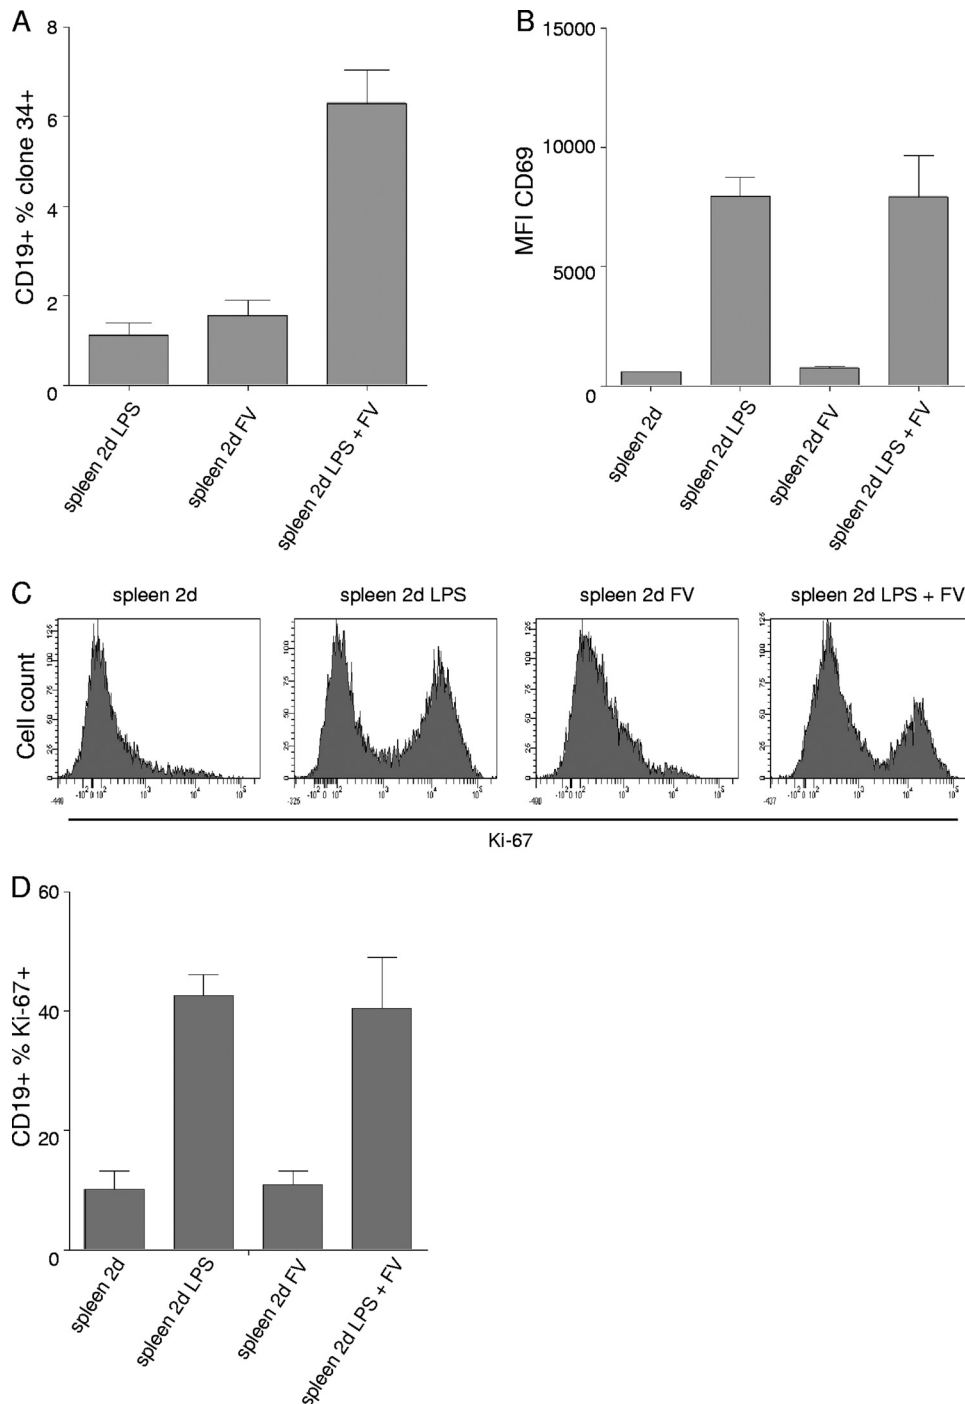 A
CD19+ % clone 34+
8
6
4
2
0
spleen 2d LPS
spleen 2d FV
spleen 2d LPS + FV
B
MFI CD69
15000
10000
5000
0
spleen 2d
spleen 2d LPS
spleen 2d FV
spleen 2d LPS + FV
C
spleen 2d
spleen 2d LPS
spleen 2d FV
spleen 2d LPS + FV
Cell count
Ki-67
D
CD19+ % Ki-67+
60
40
20
0
spleen 2d
spleen 2d LPS
spleen 2d FV
spleen 2d LPS + FV